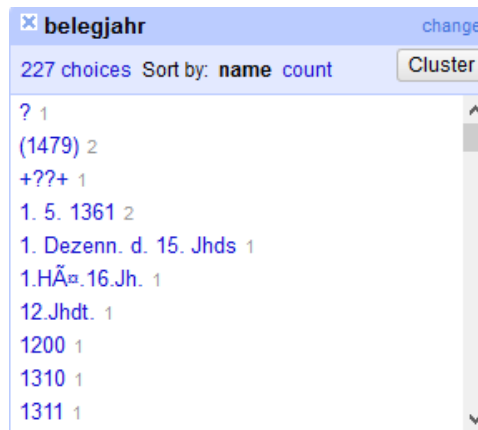 belegjahr change
227 choices Sort by: name count Cluster
? 1
(1479) 2
+??+ 1
1. 5. 1361 2
1. Dezenn. d. 15. Jhds 1
1.HÃ¤.16.Jh. 1
12.Jhdt. 1
1200 1
1310 1
1311 1